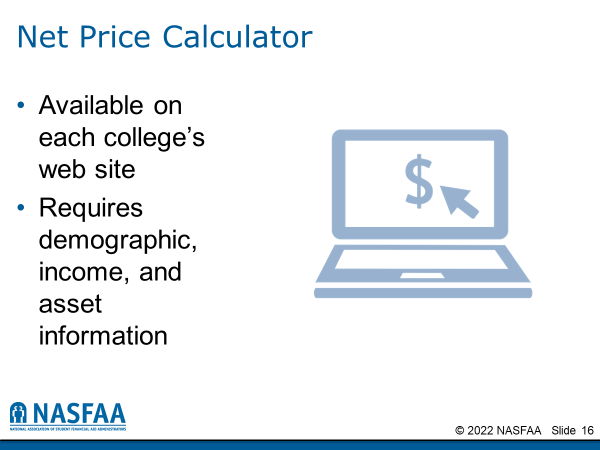 Net Price Calculator
• Available on
each college’s
web site
• Requires
demographic,
income, and
asset
information
$
NASFAA
NATIONAL ASSOCIATION OF STUDENT FINANCIAL AID ADMINISTRATORS
© 2022 NASFAA Slide 16